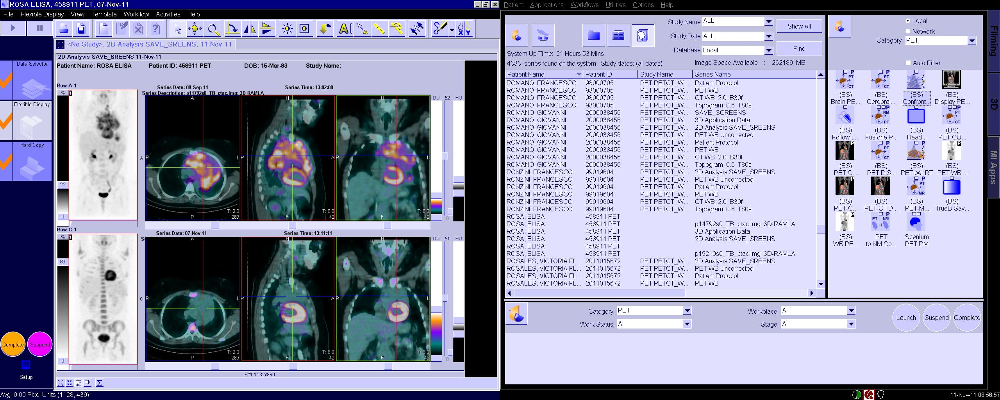 ROSA ELISA, 458911 PET, 07-Nov-11
File Flexible Display View Template Workflow Activities Help
<No Study>, 2D Analysis SAVE_SREENS, 11-Nov-11
2D Analysis SAVE_SREENS 11-Nov-11
Patient Name: ROSA ELISA Patient ID: 458911 PET DOB: 15-Mar-83 Study Name:
Data Selector
Flexible Display
Hard Copy
Row A 1
Series Date: 09-Sep-11 Series Time: 13:02:00
Series Description: p14792s0_TB_ctac.img: 3D-RAMLA
% 1 A H H DU 52 HU
A R L P A R L
22
0
P F F
T: 2.0 T: 8.0 T: 8.0
289 42 42
0
Row C 1
Series Date: 07-Nov-11 Series Time: 13:11:11
% 1 A H H DU 51 HU
83
C R L P A R L
0
P F F
T: 2.0 T: 8.0 T: 8.0
289 42 42
0
Fr:1 1132x860
Complete Suspend
Setup
Avg: 0.00 Pixel Units (1128, 439)
Patient Applications Workflows Utilities Options Help
Study Name: ALL Show All
Study Date: ALL
Database: Local Find
System Up Time: 21 Hours 53 Mins
4383 series found on the system. Study dates: (all dates) Image Space Available : 262189 MB
Patient Name Patient ID Study Name Series Name
ROMANO, FRANCESCO 98000705 PET PETCT_W... Patient Protocol
ROMANO, FRANCESCO 98000705 PET PETCT_W... PET WB
ROMANO, FRANCESCO 98000705 PET PETCT_W... CT WB 2.0 B30f
ROMANO, FRANCESCO 98000705 PET PETCT_W... Topogram 0.6 T80s
ROMANO, GIOVANNI 2000038456 PET PETCT_W... SAVE_SCREENS
ROMANO, GIOVANNI 2000038456 PET PETCT_W... 3D Application Data
ROMANO, GIOVANNI 2000038456 PET PETCT_W... 2D Analysis SAVE_SREENS
ROMANO, GIOVANNI 2000038456 PET PETCT_W... PET WB Uncorrected
ROMANO, GIOVANNI 2000038456 PET PETCT_W... Patient Protocol
ROMANO, GIOVANNI 2000038456 PET PETCT_W... PET WB
ROMANO, GIOVANNI 2000038456 PET PETCT_W... CT WB 2.0 B30f
ROMANO, GIOVANNI 2000038456 PET PETCT_W... Topogram 0.6 T80s
RONZINI, FRANCESCO 99019604 PET PETCT_W... 2D Analysis SAVE_SREENS
RONZINI, FRANCESCO 99019604 PET PETCT_W... PET WB Uncorrected
RONZINI, FRANCESCO 99019604 PET PETCT_W... Patient Protocol
RONZINI, FRANCESCO 99019604 PET PETCT_W... PET WB
RONZINI, FRANCESCO 99019604 PET PETCT_W... CT WB 2.0 B30f
RONZINI, FRANCESCO 99019604 PET PETCT_W... Topogram 0.6 T80s
ROSA, ELISA 458911 PET
ROSA, ELISA 458911 PET p14792s0_TB_ctac.img: 3D-RAMLA
ROSA, ELISA 458911 PET 3D Application Data
ROSA, ELISA 458911 PET 2D Analysis SAVE_SREENS
ROSA, ELISA 458911 PET
ROSA, ELISA 458911 PET p15210s0_TB_ctac.img: 3D-RAMLA
ROSALES, VICTORIA FL... 2011015672 PET PETCT_W... 2D Analysis SAVE_SREENS
ROSALES, VICTORIA FL... 2011015672 PET PETCT_W... PET WB Uncorrected
ROSALES, VICTORIA FL... 2011015672 PET PETCT_W... Patient Protocol
ROSALES, VICTORIA FL... 2011015672 PET PETCT_W... PET WB
Local
Network
Category: PET
Auto Filter
(BS) (BS) (BS) (BS)
Brain PE... Cerebral... Confront... Display PE...
(BS) (BS) (BS) (BS)
Follow-u... Fusione P... Head... PET CO...
(BS) (BS) (BS) (BS)
PET C... PET DIS... PET per RT PET WB ...
(BS) (BS) (BS) (BS)
PET-C... PET-CT D... PET-M... TrueD Sav...
(BS) PET Scenium
WB PE... to NM Co... PET DM
Filming
3D
MI Apps
Category: PET Workplace: All
Work Status: All Stage: All
Launch Suspend Complete
11-Nov-11 08:56:57